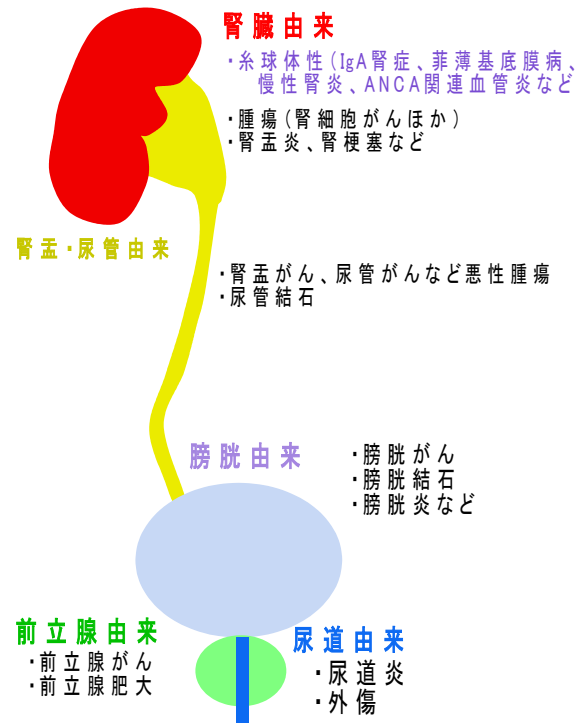 腎臓由来
・糸球体性(IgA腎症、菲薄基底膜病、
慢性腎炎、ANCA関連血管炎など
・腫瘍(腎細胞がんほか)
・腎盂炎、腎梗塞など
腎盂・尿管由来
・腎盂がん、尿管がんなど悪性腫瘍
・尿管結石
膀胱由来
・膀胱がん
・膀胱結石
・膀胱炎など
前立腺由来
・前立腺がん
・前立腺肥大
尿道由来
・尿道炎
・外傷